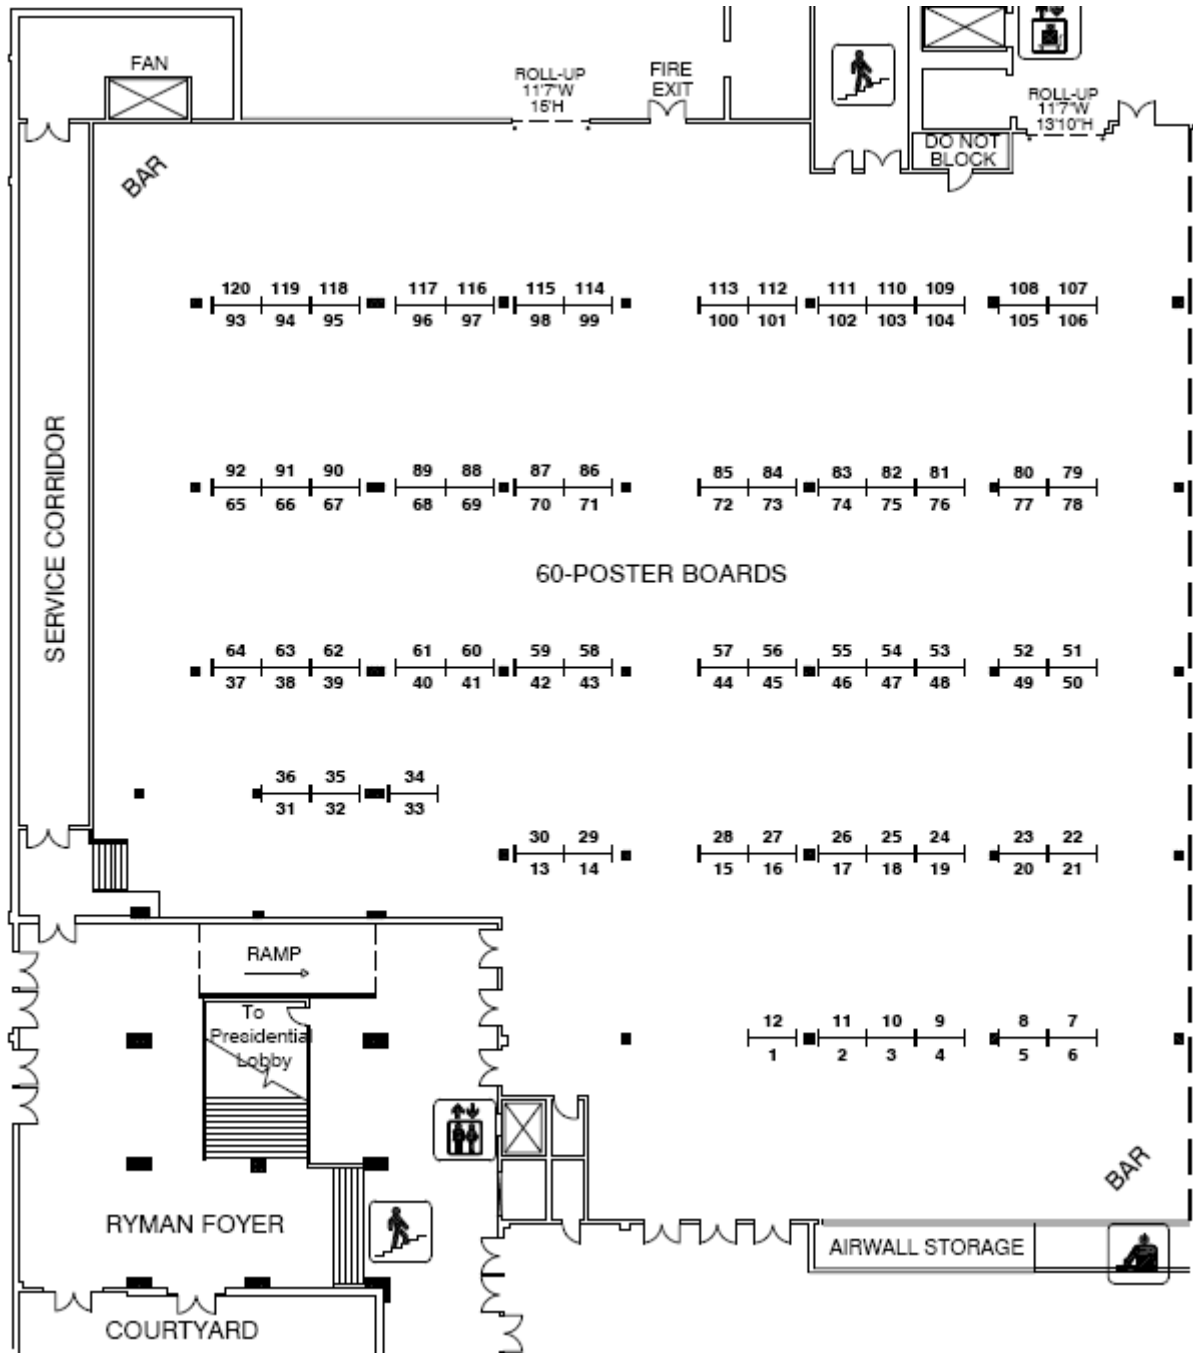 FAN
ROLL-UP
11'7"W
15'H
FIRE
EXIT
ROLL-UP
11'7"W
13'10"H
DO NOT
BLOCK
BAR
120 119 118 117 116 115 114 113 112 111 110 109 108 107
93 94 95 96 97 98 99 100 101 102 103 104 105 106
SERVICE CORRIDOR
92 91 90 89 88 87 86 85 84 83 82 81 80 79
65 66 67 68 69 70 71 72 73 74 75 76 77 78
60-POSTER BOARDS
64 63 62 61 60 59 58 57 56 55 54 53 52 51
37 38 39 40 41 42 43 44 45 46 47 48 49 50
36 35 34
31 32 33
30 29 28 27 26 25 24 23 22
13 14 15 16 17 18 19 20 21
RAMP
To
Presidential
Lobby
12 11 10 9 8 7
1 2 3 4 5 6
BAR
RYMAN FOYER
AIRWALL STORAGE
COURTYARD